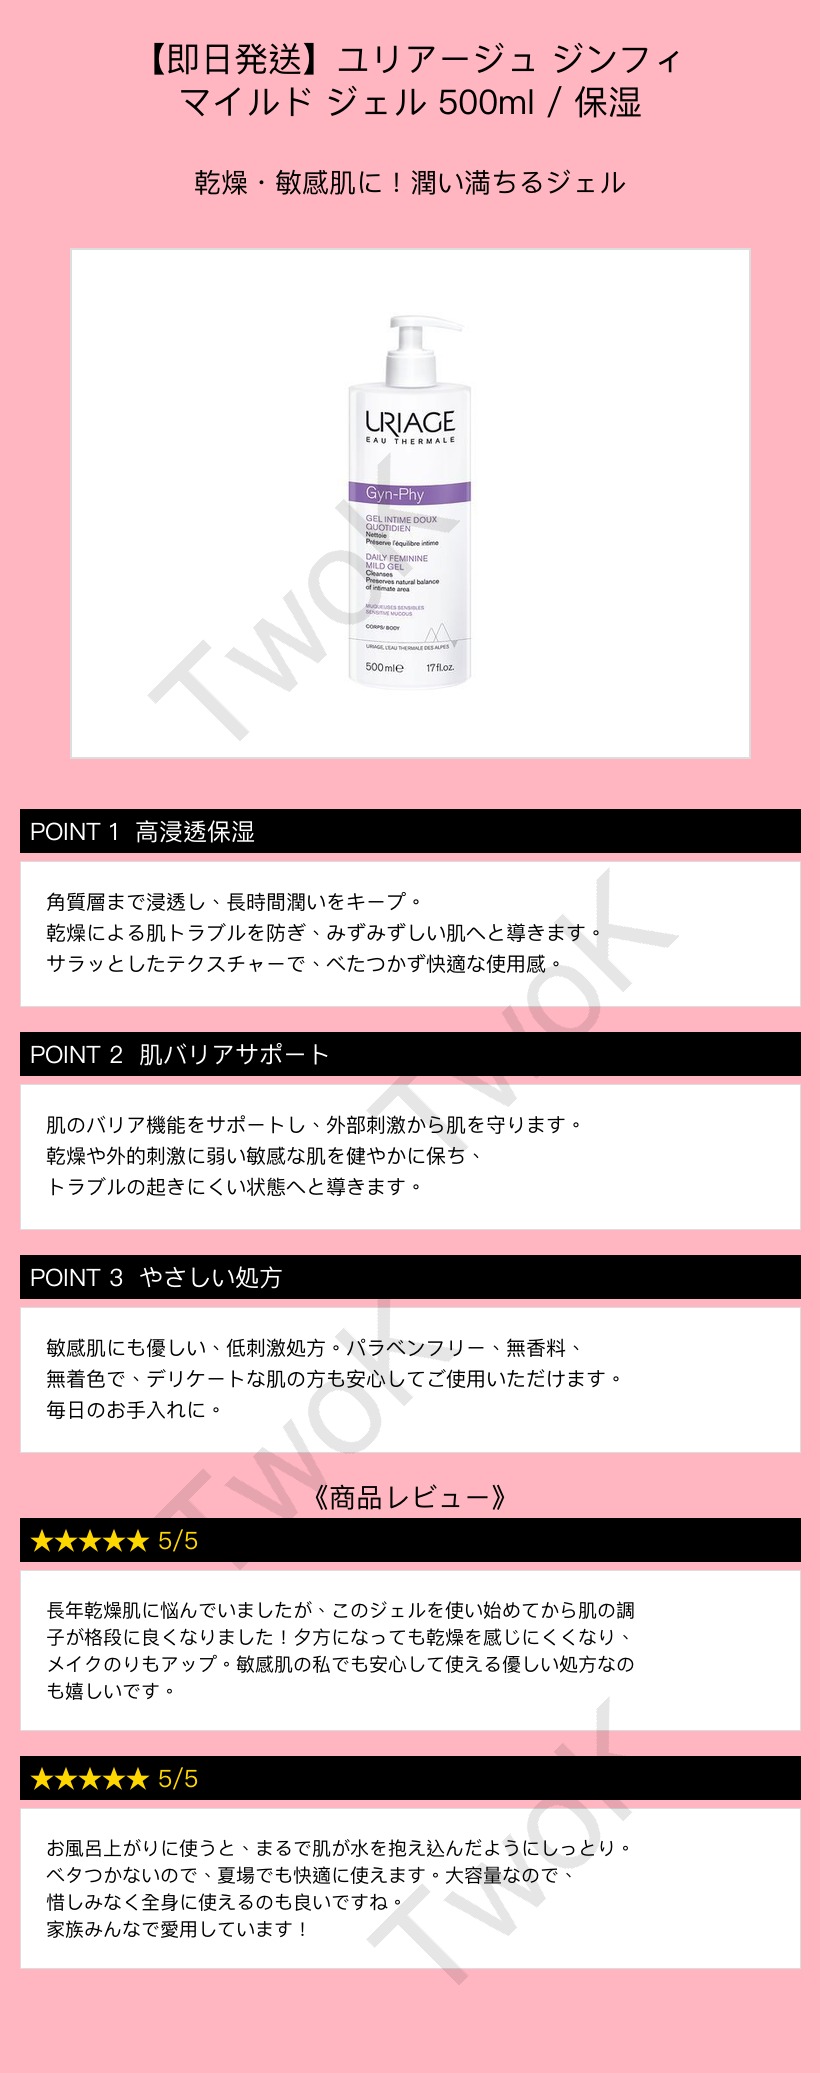 【即日発送】ユリアージュ ジンフィ
マイルド ジェル 500ml / 保湿
乾燥・敏感肌に！潤い満ちるジェル
URIAGE
EAU THERMALE
Gyn-Phy
GEL INTIME DOUX
QUOTIDIEN
Nettoie
Préserve l'équilibre intime
DAILY FEMININE
MILD GEL
Cleanses
Preserves natural balance
of intimate area
MUQUEUSES SENSIBLES
SENSITIVE MUCOUS
CORPS/ BODY
URIAGE, L'EAU THERMALE DES ALPES
500 ml℮ 17fl.oz.
TwoK
POINT 1 高浸透保湿
角質層まで浸透し、長時間潤いをキープ。
乾燥による肌トラブルを防ぎ、みずみずしい肌へと導きます。
サラッとしたテクスチャーで、べたつかず快適な使用感。
TwoK
POINT 2 肌バリアサポート
肌のバリア機能をサポートし、外部刺激から肌を守ります。
乾燥や外的刺激に弱い敏感な肌を健やかに保ち、
トラブルの起きにくい状態へと導きます。
POINT 3 やさしい処方
敏感肌にも優しい、低刺激処方。パラベンフリー、無香料、
無着色で、デリケートな肌の方も安心してご使用いただけます。
毎日のお手入れに。
TwoK
《商品レビュー》
★★★★★ 5/5
長年乾燥肌に悩んでいましたが、このジェルを使い始めてから肌の調
子が格段に良くなりました！夕方になっても乾燥を感じにくくなり、
メイクのりもアップ。敏感肌の私でも安心して使える優しい処方なの
も嬉しいです。
★★★★★ 5/5
お風呂上がりに使うと、まるで肌が水を抱え込んだようにしっとり。
ベタつかないので、夏場でも快適に使えます。大容量なので、
惜しみなく全身に使えるのも良いですね。
家族みんなで愛用しています！
TwoK